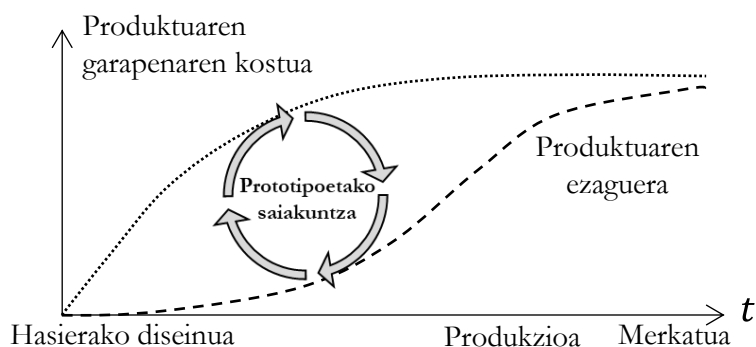 Produktuaren
garapenaren kostua
Produktuaren
ezaguera
Prototipoetako
saiakuntza
t
Hasierako diseinua
Produkzioa
Merkatua